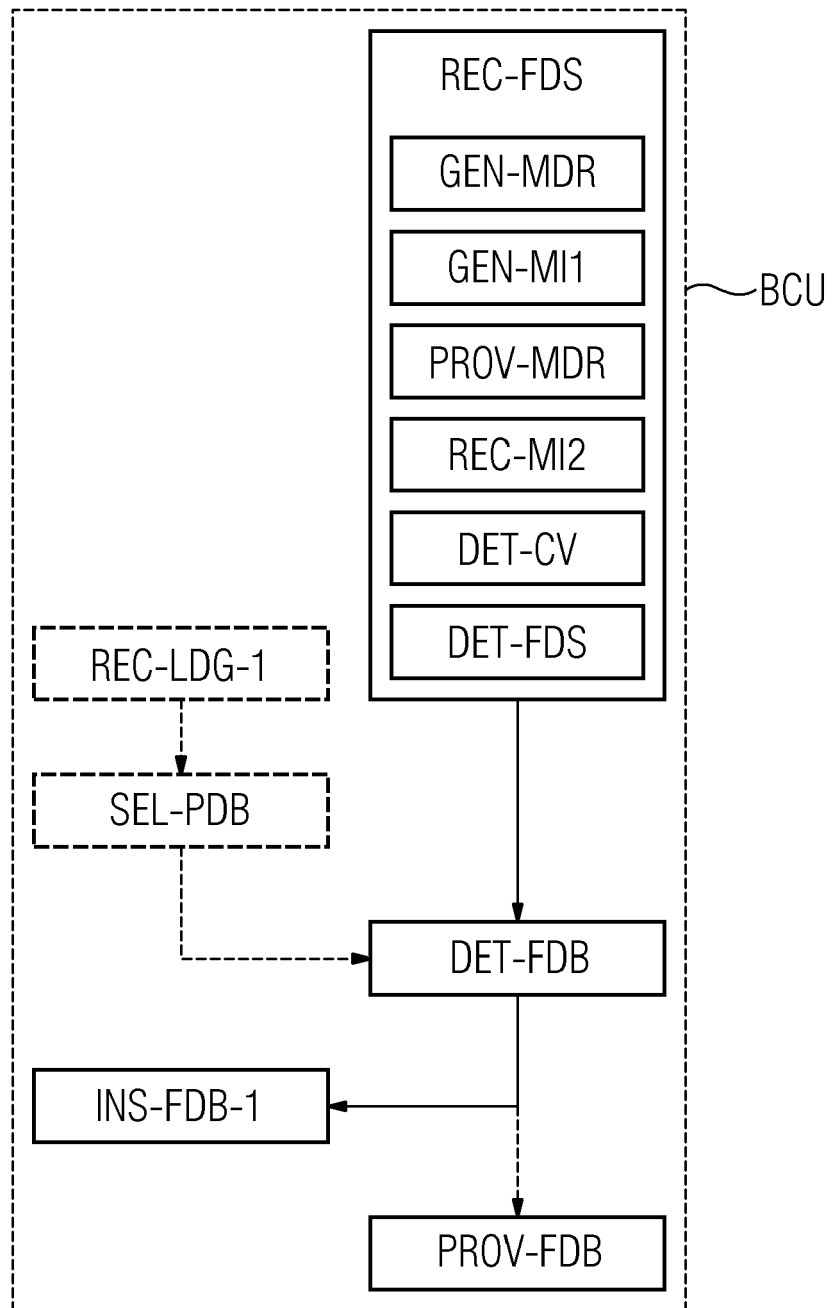 REC-FDS
GEN-MDR
GEN-MI1
BCU
PROV-MDR
REC-MI2
DET-CV
DET-FDS
REC-LDG-1
SEL-PDB
DET-FDB
INS-FDB-1
PROV-FDB